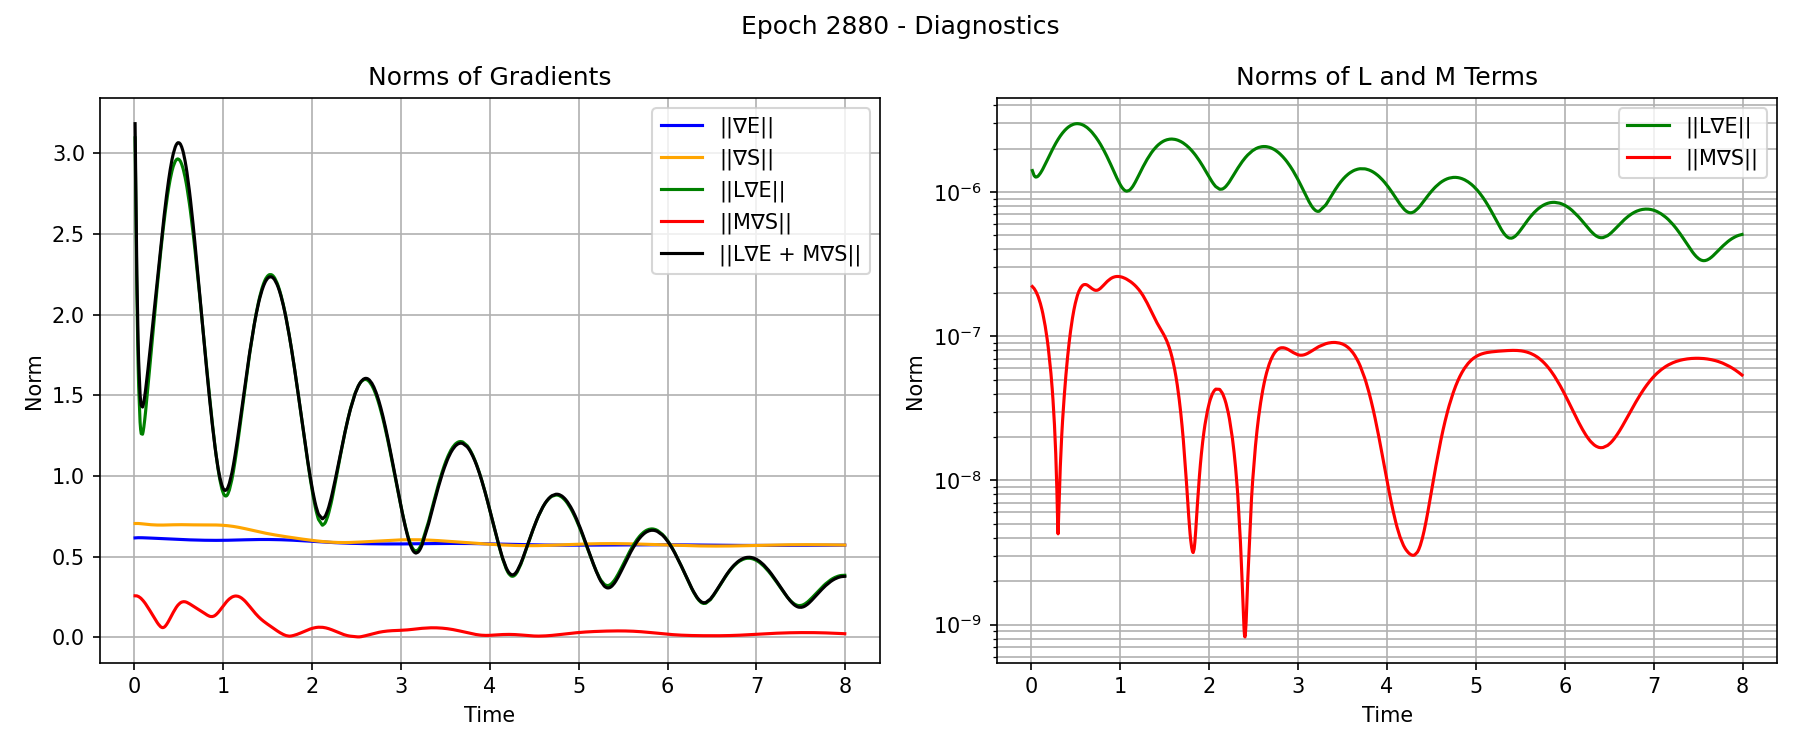 Epoch 2880 - Diagnostics
Norms of Gradients
Norm
3.0
2.5
2.0
1.5
1.0
0.5
0.0
||∇E||
||∇S||
||L∇E||
||M∇S||
||L∇E + M∇S||
0 1 2 3 4 5 6 7 8
Time
Norms of L and M Terms
Norm
10⁻⁶
10⁻⁷
10⁻⁸
10⁻⁹
||L∇E||
||M∇S||
0 1 2 3 4 5 6 7 8
Time